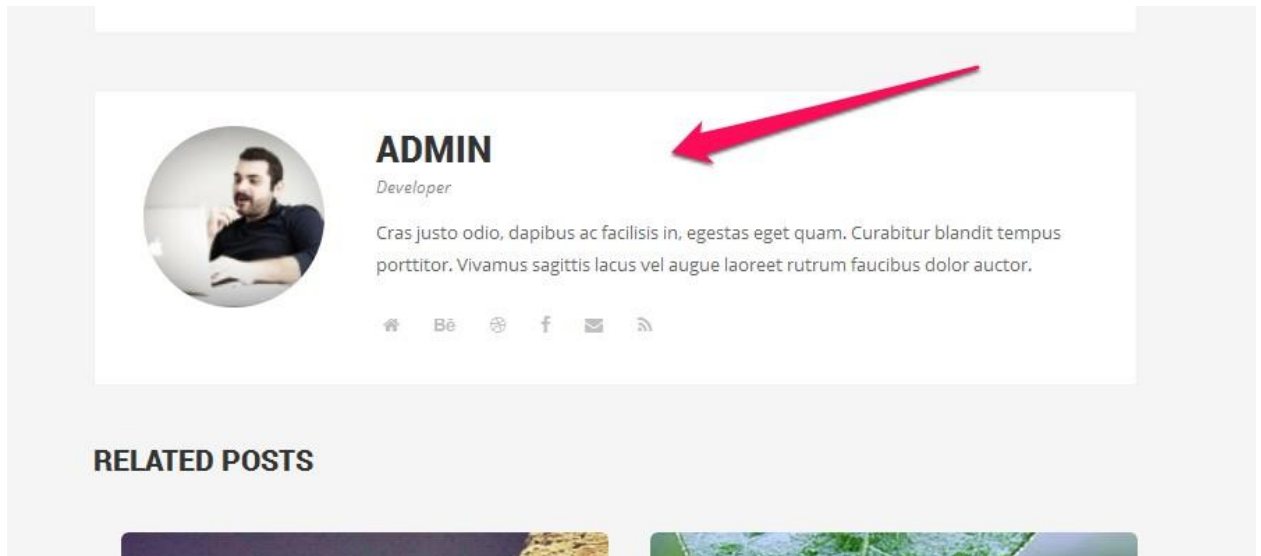 ADMIN
Developer
Cras justo odio, dapibus ac facilisis in, egestas eget quam. Curabitur blandit tempus
porttitor. Vivamus sagittis lacus vel augue laoreet rutrum faucibus dolor auctor.
Bē
RELATED POSTS